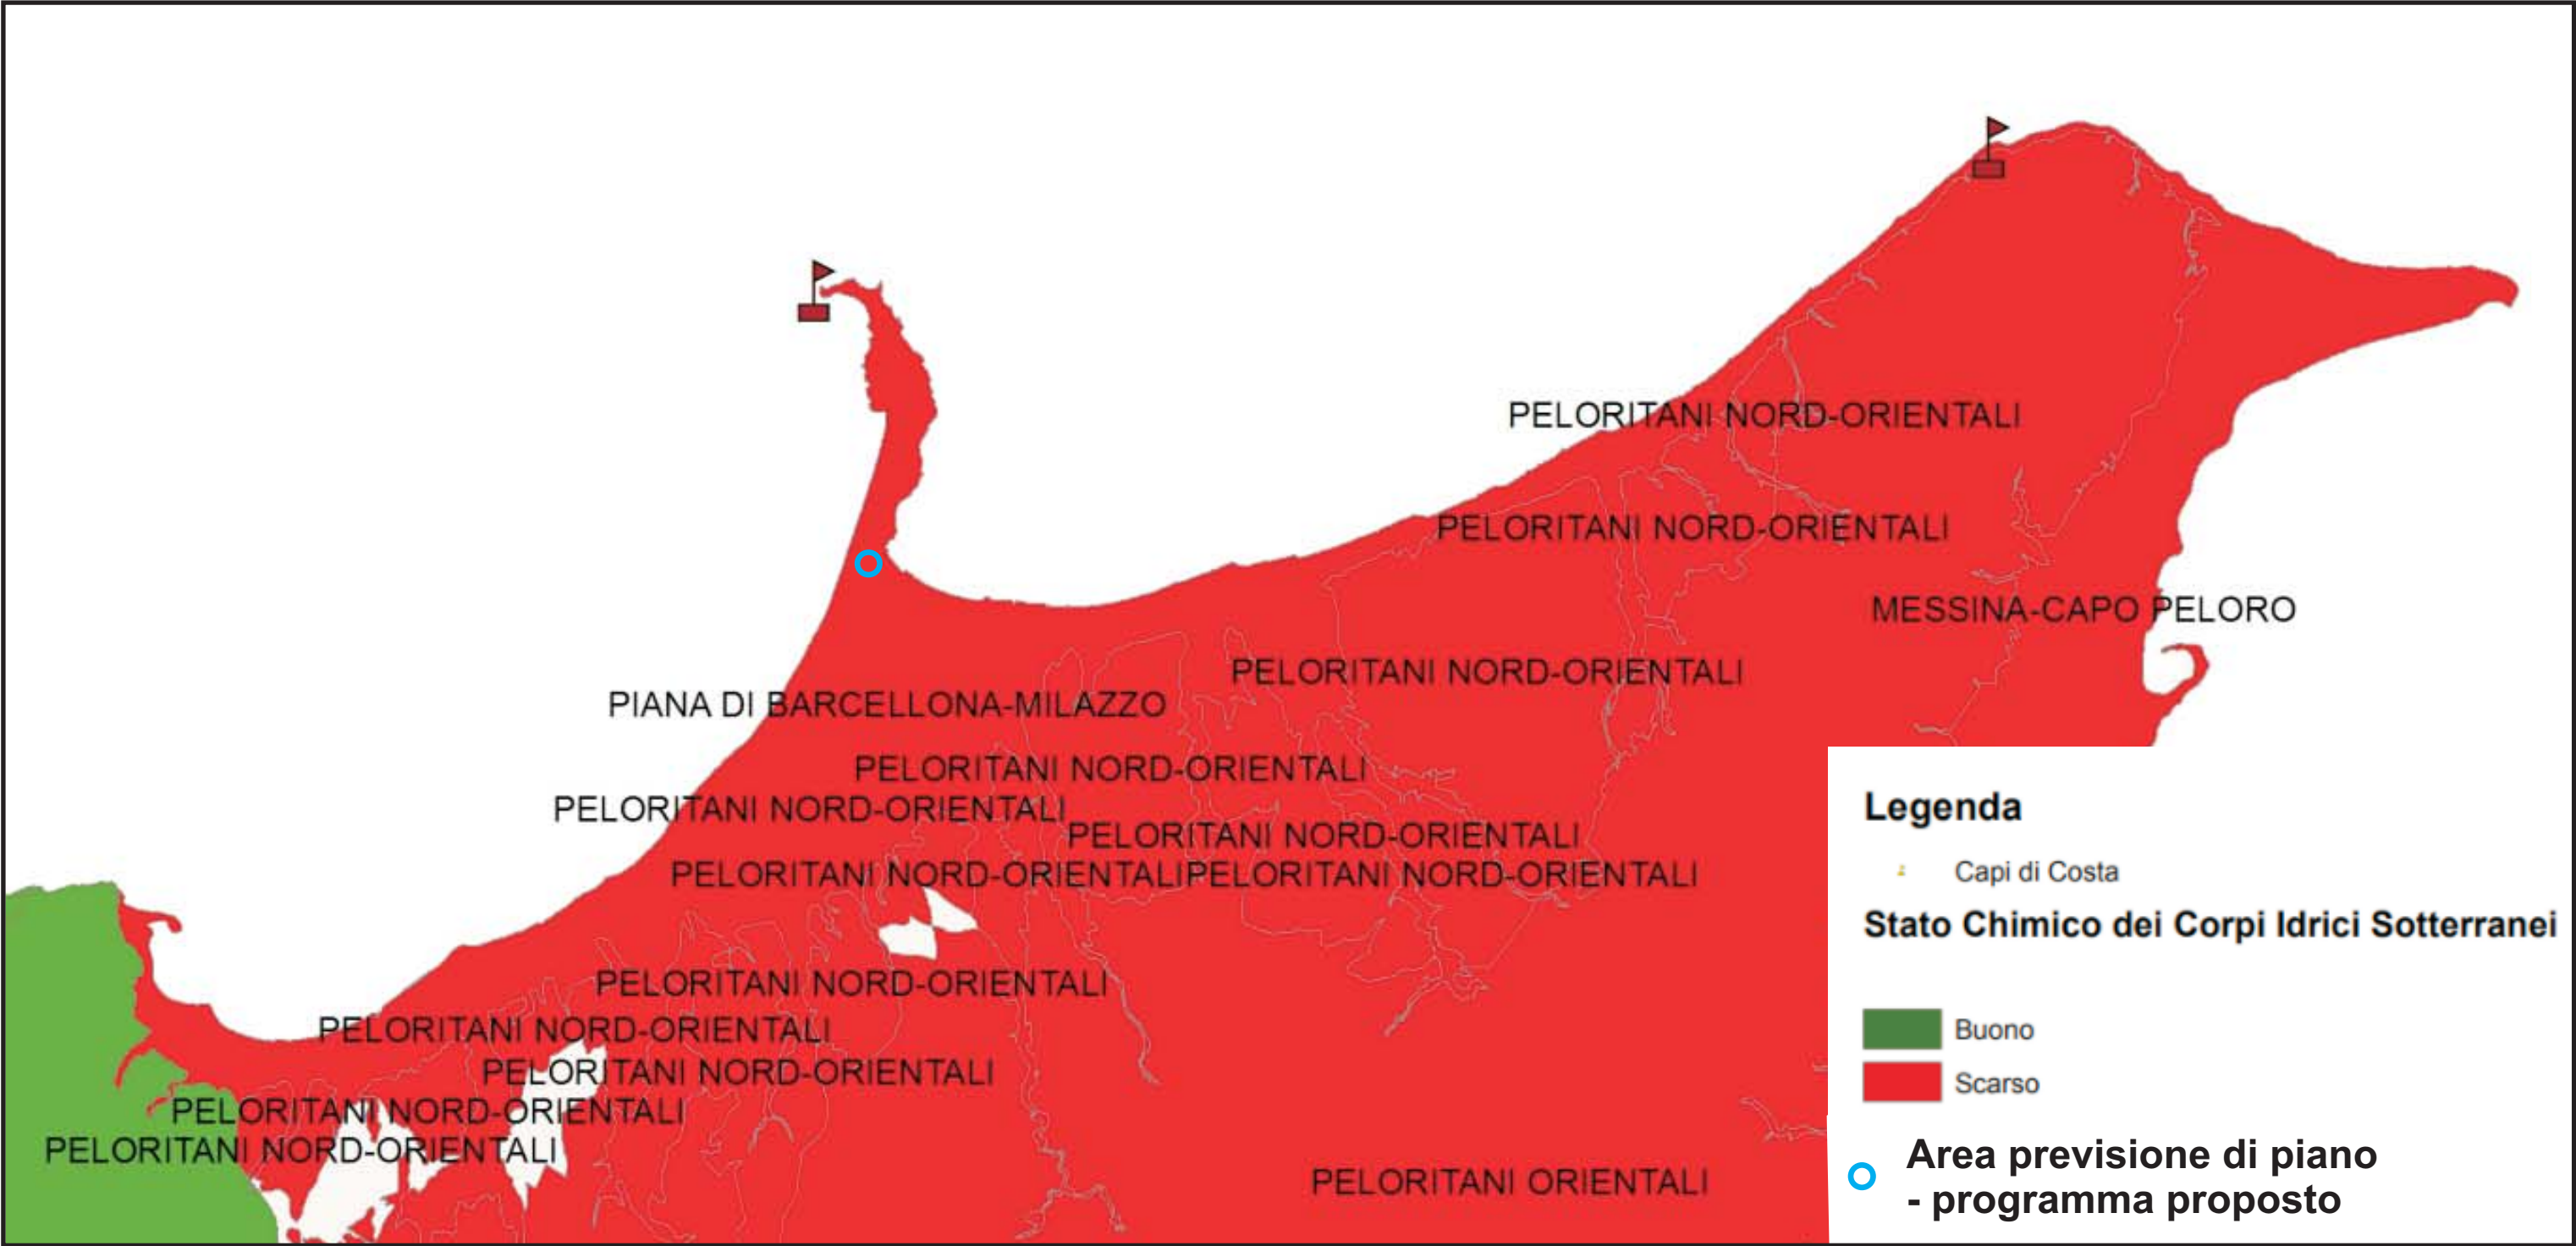 PELORITANI NORD-ORIENTALI
PELORITANI NORD-ORIENTALI
MESSINA-CAPO PELORO
PELORITANI NORD-ORIENTALI
PIANA DI BARCELLONA-MILAZZO
PELORITANI NORD-ORIENTALI
PELORITANI NORD-ORIENTALI
PELORITANI NORD-ORIENTALI
PELORITANI NORD-ORIENTALIPELORITANI NORD-ORIENTALI
PELORITANI NORD-ORIENTALI
PELORITANI NORD-ORIENTALI
PELORITANI NORD-ORIENTALI
PELORITANI NORD-ORIENTALI
PELORITANI NORD-ORIENTALI
PELORITANI ORIENTALI
Legenda
Capi di Costa
Stato Chimico dei Corpi Idrici Sotterranei
Buono
Scarso
Area previsione di piano
- programma proposto